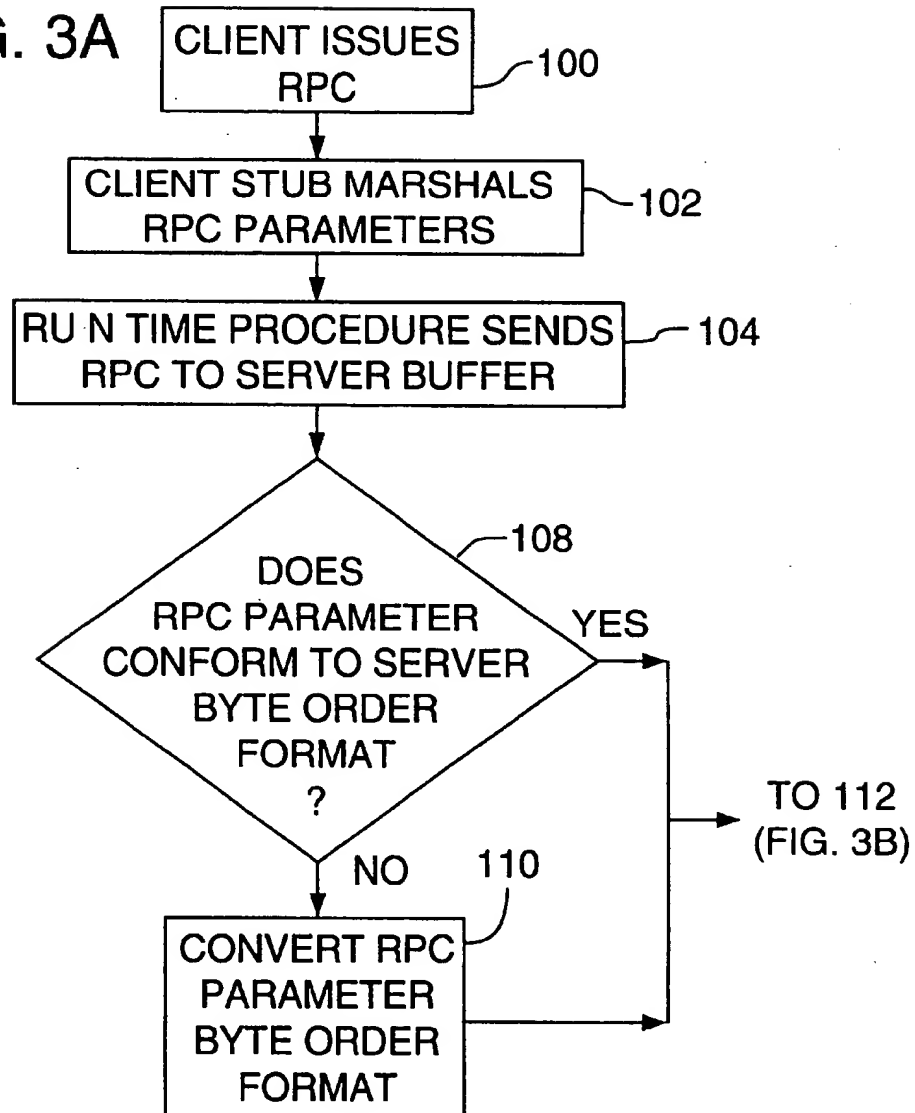 G. 3A
CLIENT ISSUES
RPC
100
CLIENT STUB MARSHALS
RPC PARAMETERS
102
RU N TIME PROCEDURE SENDS
RPC TO SERVER BUFFER
104
108
DOES
RPC PARAMETER
CONFORM TO SERVER
BYTE ORDER
FORMAT
?
YES
TO 112
(FIG. 3B)
NO
110
CONVERT RPC
PARAMETER
BYTE ORDER
FORMAT